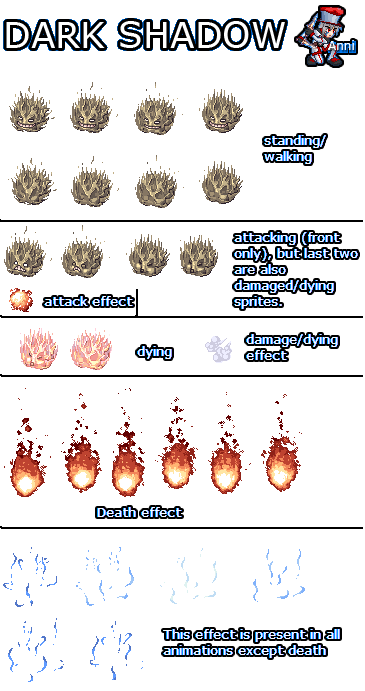 DARK SHADOW
Anni
standing/
walking
attacking (front
only), but last two
are also
damaged/dying
sprites.
attack effect
dying
damage/dying
effect
Death effect
This effect is present in all
animations except death